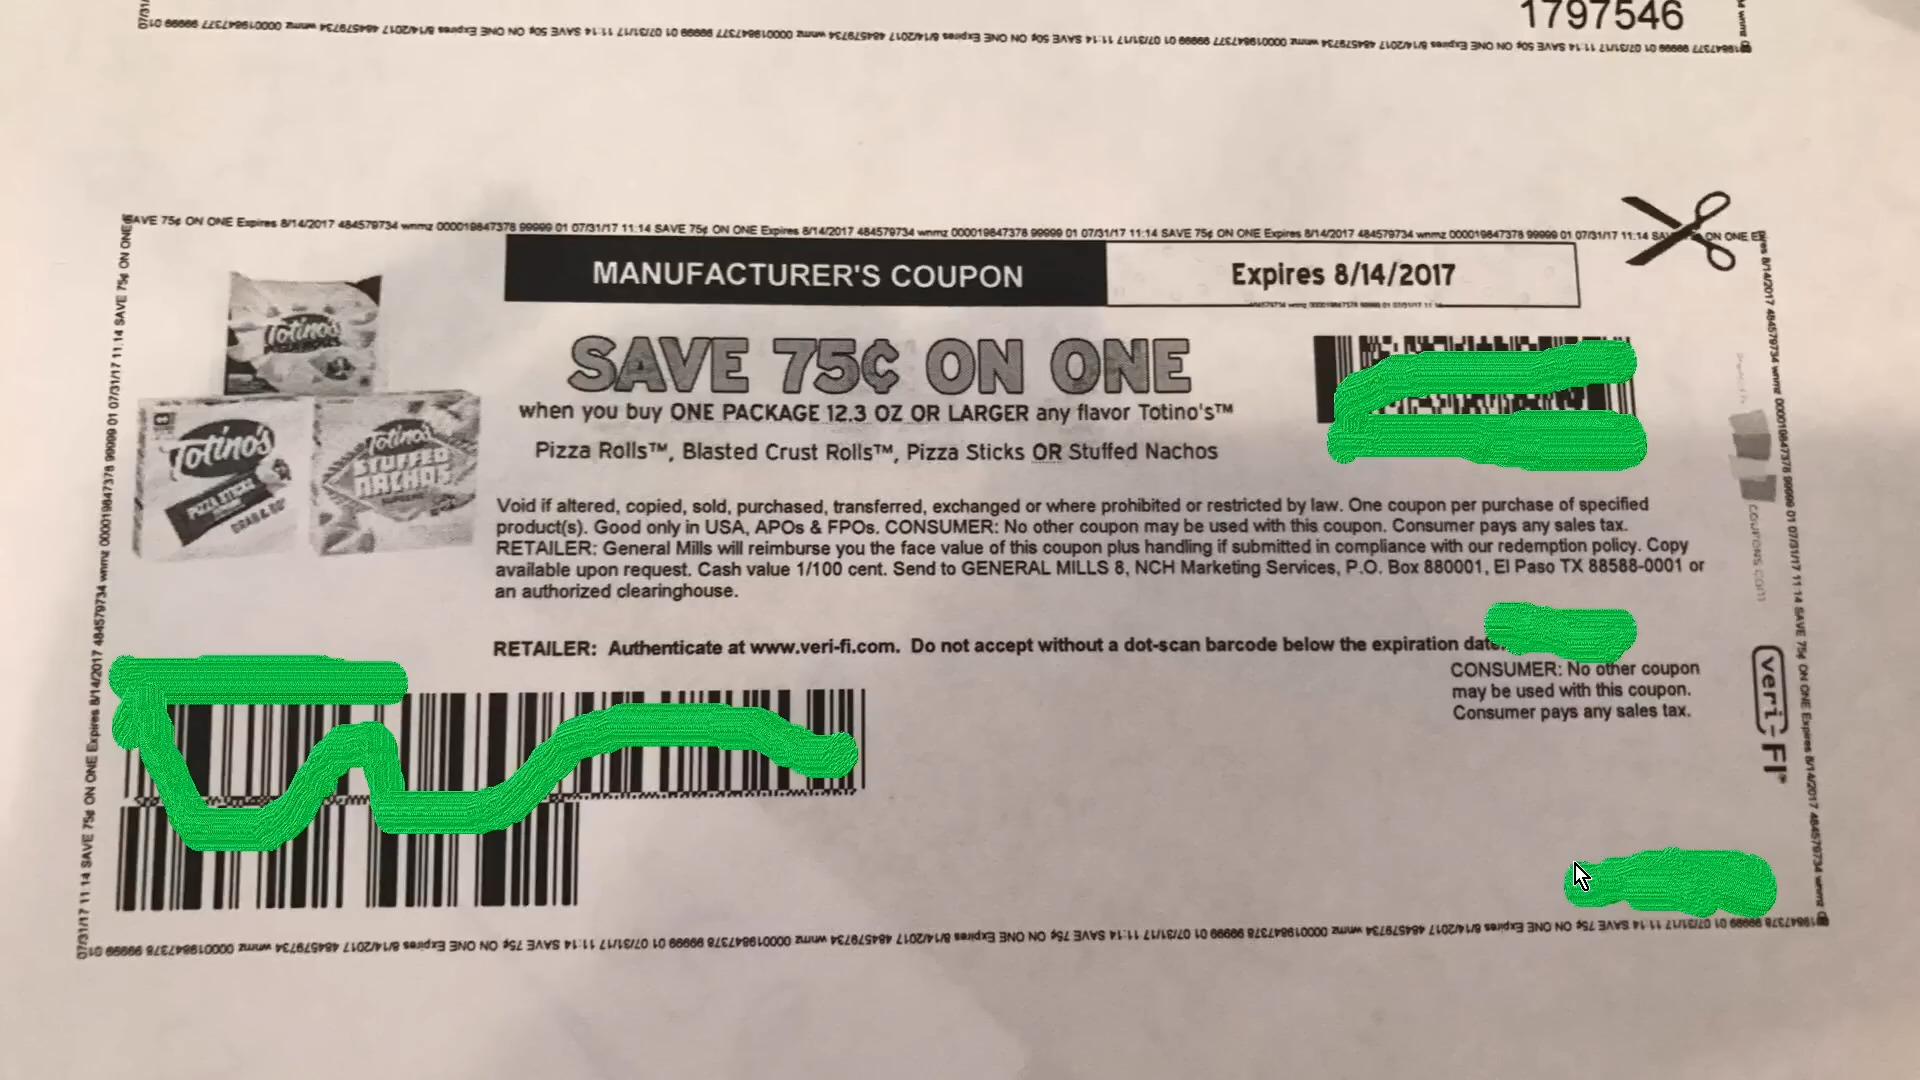 1797546
SAVE 75¢ ON ONE Expires 8/14/2017 484579734 wnmz 000019847378 99999 01 07/31/17 11:14 SAVE 75¢ ON ONE Expires 8/14/2017 484579734 wnmz 000019847378 99999 01 07/31/17 11:14 SAVE 75¢ ON ONE Expires 8/14/2017 484579734 wnmz 000019847378 99999 01 07/31/17 11:14
MANUFACTURER'S COUPON
Expires 8/14/2017
SAVE 75¢ ON ONE
when you buy ONE PACKAGE 12.3 OZ OR LARGER any flavor Totino's™
Pizza Rolls™, Blasted Crust Rolls™, Pizza Sticks OR Stuffed Nachos
Totino's
Totino's
PIZZA STICKS
GRAB & GO
Totino's
STUFFED
NACHOS
Void if altered, copied, sold, purchased, transferred, exchanged or where prohibited or restricted by law. One coupon per purchase of specified
product(s). Good only in USA, APOs & FPOs. CONSUMER: No other coupon may be used with this coupon. Consumer pays any sales tax.
RETAILER: General Mills will reimburse you the face value of this coupon plus handling if submitted in compliance with our redemption policy. Copy
available upon request. Cash value 1/100 cent. Send to GENERAL MILLS 8, NCH Marketing Services, P.O. Box 880001, El Paso TX 88588-0001 or
an authorized clearinghouse.
RETAILER: Authenticate at www.veri-fi.com. Do not accept without a dot-scan barcode below the expiration date.
CONSUMER: No other coupon
may be used with this coupon.
Consumer pays any sales tax.
coupons.com
veri-FI